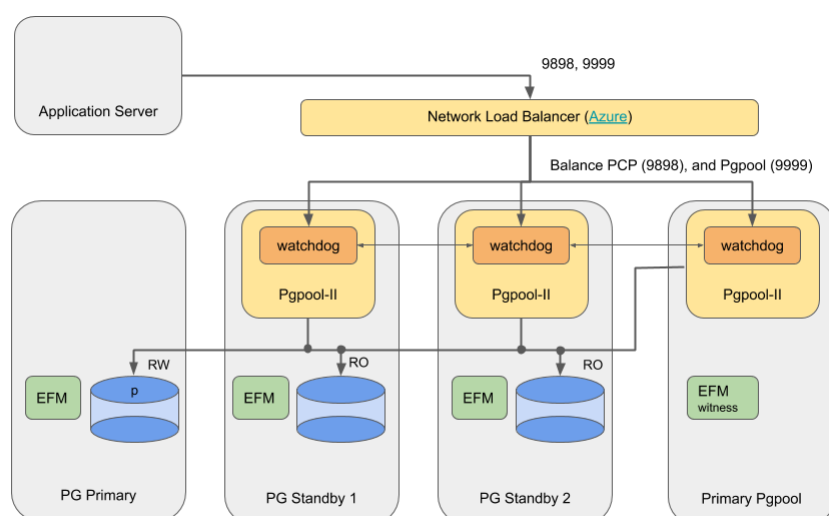 9898, 9999
Application Server
Network Load Balancer (Azure)
Balance PCP (9898), and Pgpool (9999)
watchdog
watchdog
watchdog
Pgpool-II
Pgpool-II
Pgpool-II
RW
RO
RO
EFM
p
EFM
EFM
EFM
witness
PG Primary
PG Standby 1
PG Standby 2
Primary Pgpool